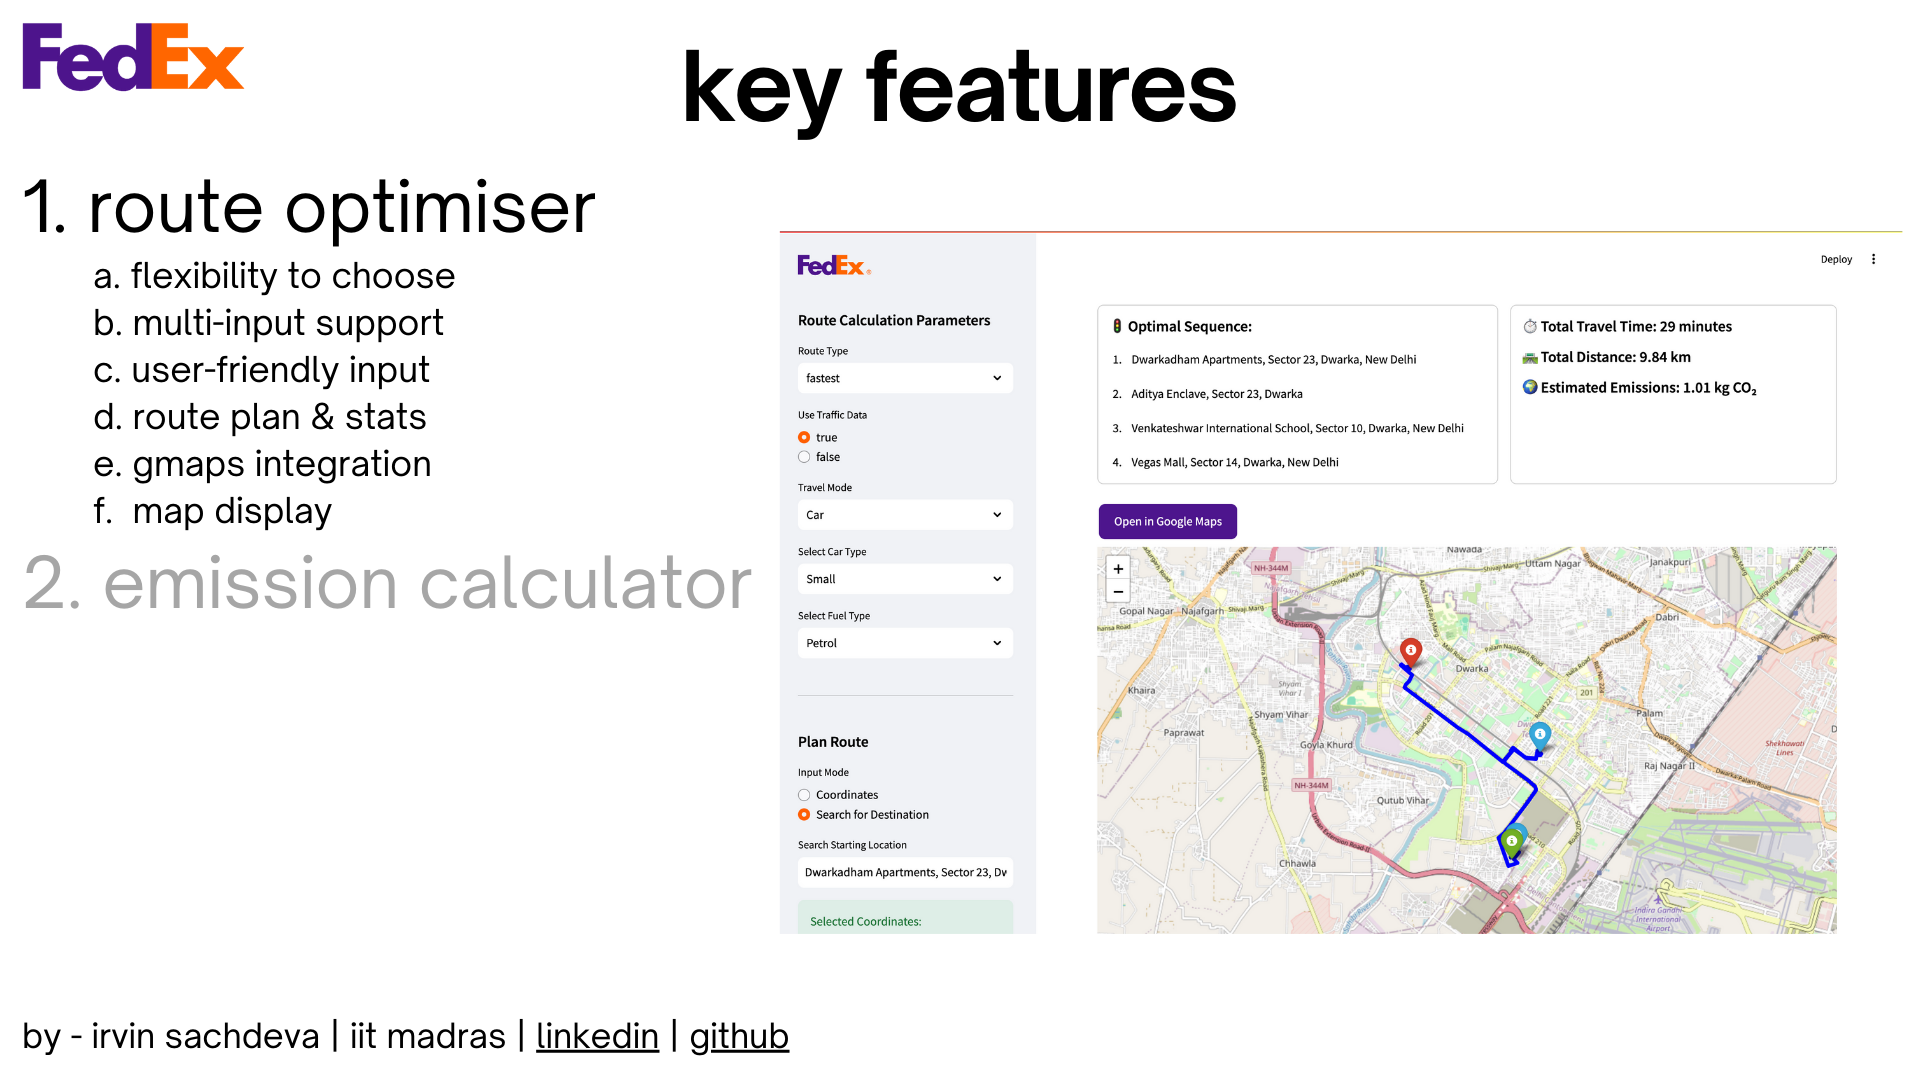 FedEx
key features
1. route optimiser
a. flexibility to choose
b. multi-input support
c. user-friendly input
d. route plan & stats
e. gmaps integration
f. map display
2. emission calculator
FedEx®
Route Calculation Parameters
Route Type
fastest
Use Traffic Data
true
false
Travel Mode
Car
Select Car Type
Small
Select Fuel Type
Petrol
Plan Route
Input Mode
Coordinates
Search for Destination
Search Starting Location
Dwarkadham Apartments, Sector 23, Dw
Selected Coordinates:
Deploy
Optimal Sequence:
1. Dwarkadham Apartments, Sector 23, Dwarka, New Delhi
2. Aditya Enclave, Sector 23, Dwarka
3. Venkateshwar International School, Sector 10, Dwarka, New Delhi
4. Vegas Mall, Sector 14, Dwarka, New Delhi
Total Travel Time: 29 minutes
Total Distance: 9.84 km
Estimated Emissions: 1.01 kg CO₂
Open in Google Maps
+
−
Nawada
NH-344M
Uttam Nagar
Janakpuri
Gopal Nagar
Najafgarh
Shivaji Marg
Dabri
Dwarka
Khaira
Shyam
Vihar I
201
Shyam Vihar
Palam
Paprawat
Goyla Khurd
Shekhawati
Lines
Raj Nagar II
NH-344M
Qutub Vihar
Chhawla
Indira Gandhi
International
Airport
by - irvin sachdeva | iit madras | linkedin | github